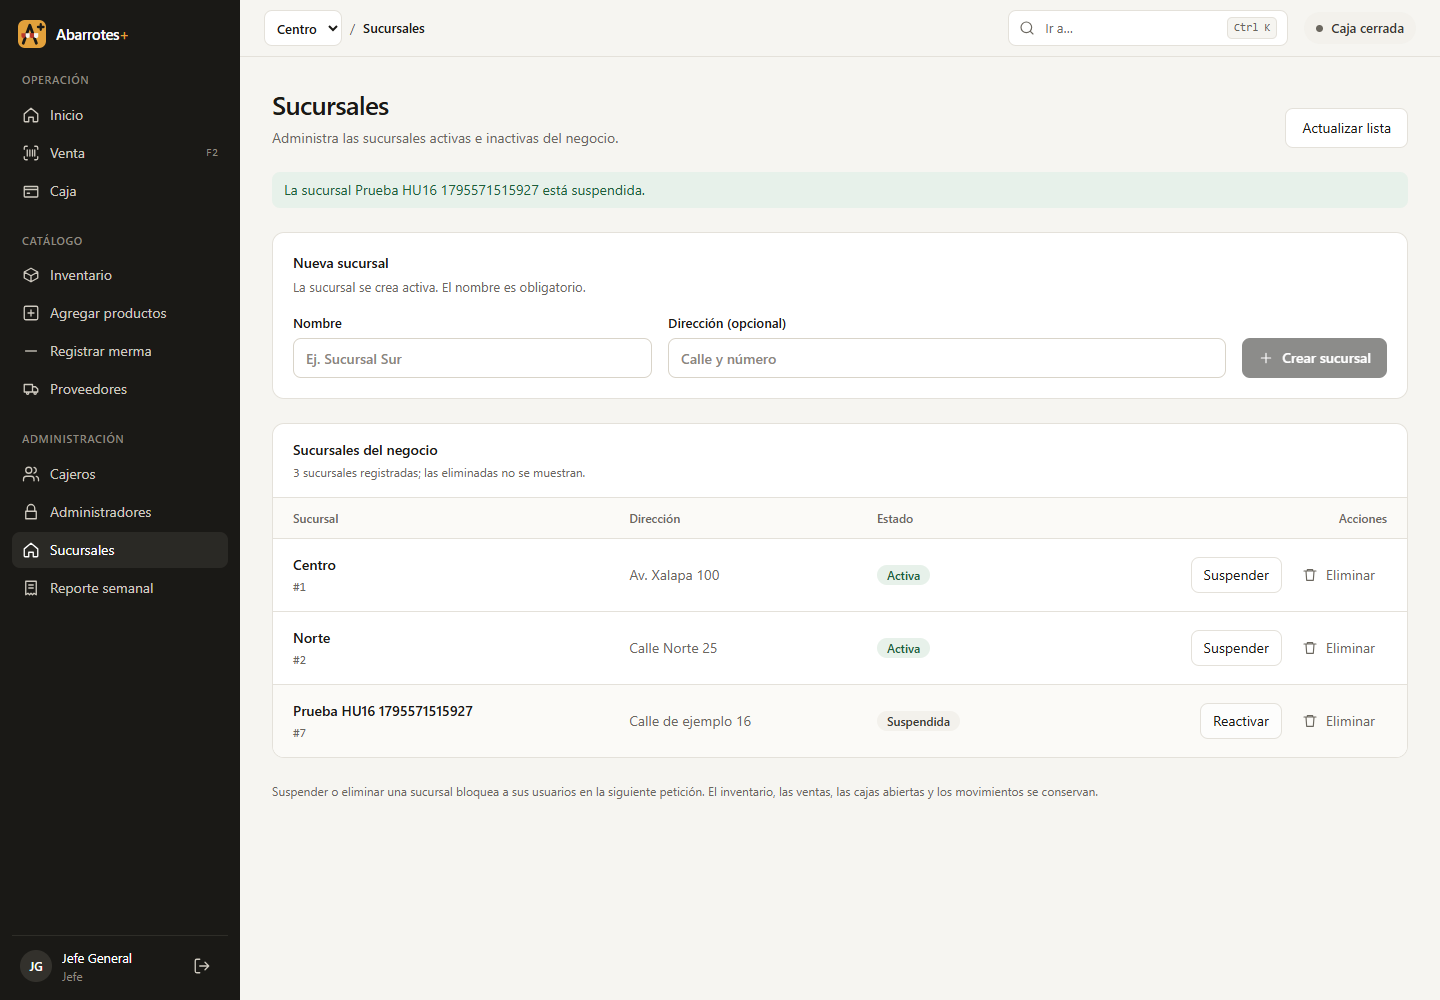 Abarrotes+
OPERACIÓN
Inicio
Venta F2
Caja
CATÁLOGO
Inventario
Agregar productos
Registrar merma
Proveedores
ADMINISTRACIÓN
Cajeros
Administradores
Sucursales
Reporte semanal
JG
Jefe General
Jefe
Centro / Sucursales
Ir a... Ctrl K
Caja cerrada
Sucursales
Administra las sucursales activas e inactivas del negocio.
Actualizar lista
La sucursal Prueba HU16 1795571515927 está suspendida.
Nueva sucursal
La sucursal se crea activa. El nombre es obligatorio.
Nombre Dirección (opcional)
Ej. Sucursal Sur Calle y número + Crear sucursal
Sucursales del negocio
3 sucursales registradas; las eliminadas no se muestran.
Sucursal Dirección Estado Acciones
Centro
#1
Av. Xalapa 100 Activa Suspender Eliminar
Norte
#2
Calle Norte 25 Activa Suspender Eliminar
Prueba HU16 1795571515927
#7
Calle de ejemplo 16 Suspendida Reactivar Eliminar
Suspender o eliminar una sucursal bloquea a sus usuarios en la siguiente petición. El inventario, las ventas, las cajas abiertas y los movimientos se conservan.